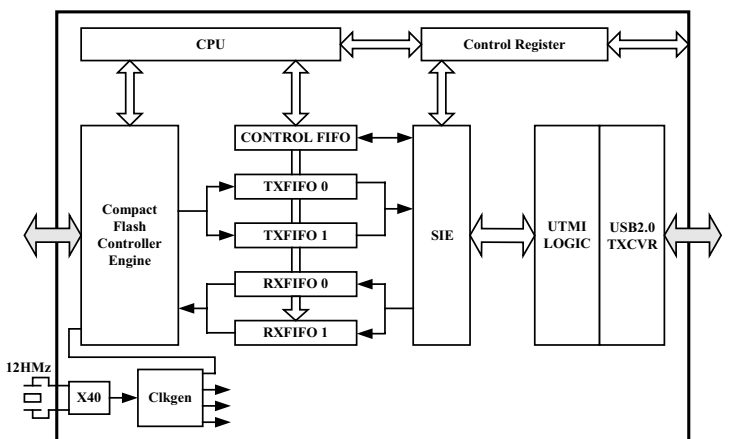 CPU
Control Register
CONTROL FIFO
TXFIFO 0
TXFIFO 1
RXFIFO 0
RXFIFO 1
Compact
Flash
Controller
Engine
SIE
UTMI
LOGIC
USB2.0
TXCVR
12HMz
X40
Clkgen